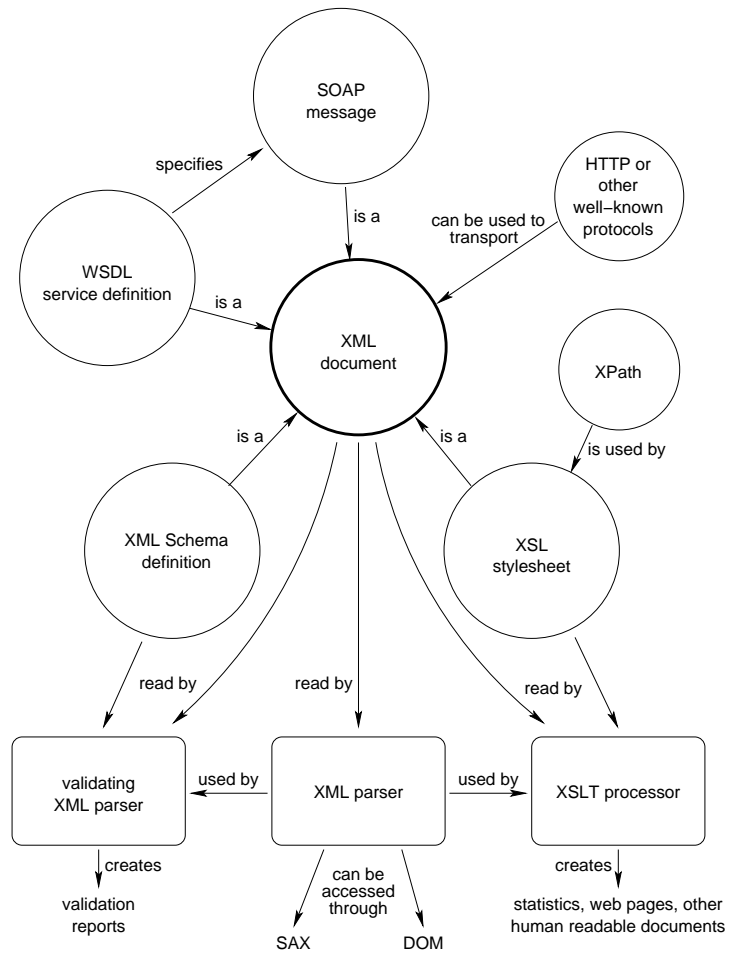 SOAP
message
specifies
HTTP or
other
well–known
protocols
is a
can be used to
transport
WSDL
service definition
is a
XML
document
XPath
is a
is a
is used by
XML Schema
definition
XSL
stylesheet
read by
read by
read by
validating
XML parser
used by
XML parser
used by
XSLT processor
creates
can be
accessed
through
creates
validation
reports
statistics, web pages, other
human readable documents
SAX
DOM